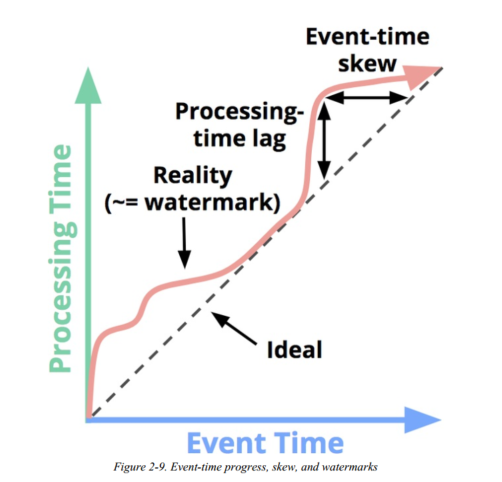 Event-time
skew
Processing-
time lag
Reality
(~= watermark)
Processing Time
Ideal
Event Time
Figure 2-9. Event-time progress, skew, and watermarks